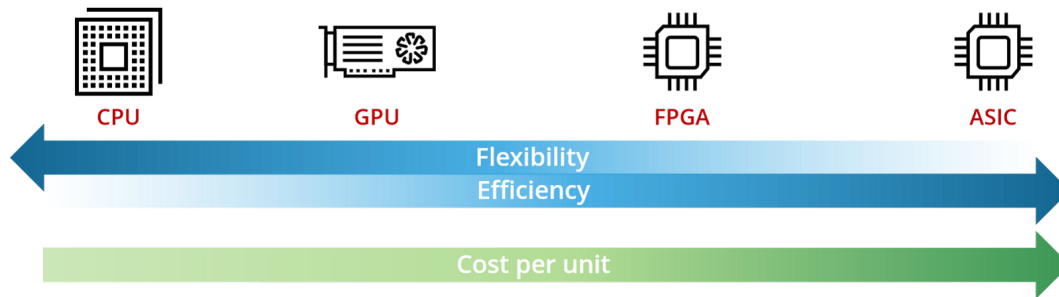 CPU
GPU
FPGA
ASIC
Flexibility
Efficiency
Cost per unit